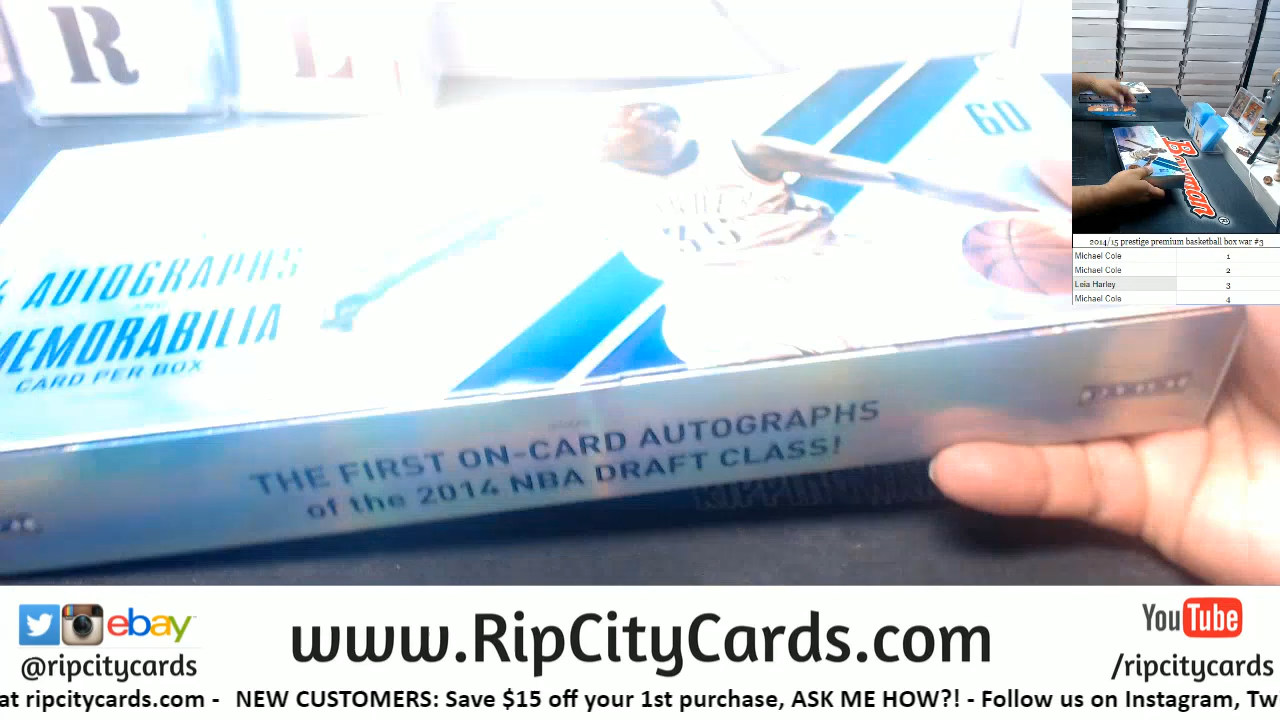 R L
60
AUTOGRAPHS
AND
MEMORABILIA
CARD PER BOX
THE FIRST ON-CARD AUTOGRAPHS
of the 2014 NBA DRAFT CLASS!
PANINI
Bowman
2014/15 prestige premium basketball box war #3
Michael Cole 1
Michael Cole 2
Leia Harley 3
Michael Cole 4
ebay
@ripcitycards
www.RipCityCards.com
YouTube
/ripcitycards
at ripcitycards.com - NEW CUSTOMERS: Save $15 off your 1st purchase, ASK ME HOW?! - Follow us on Instagram, Tw